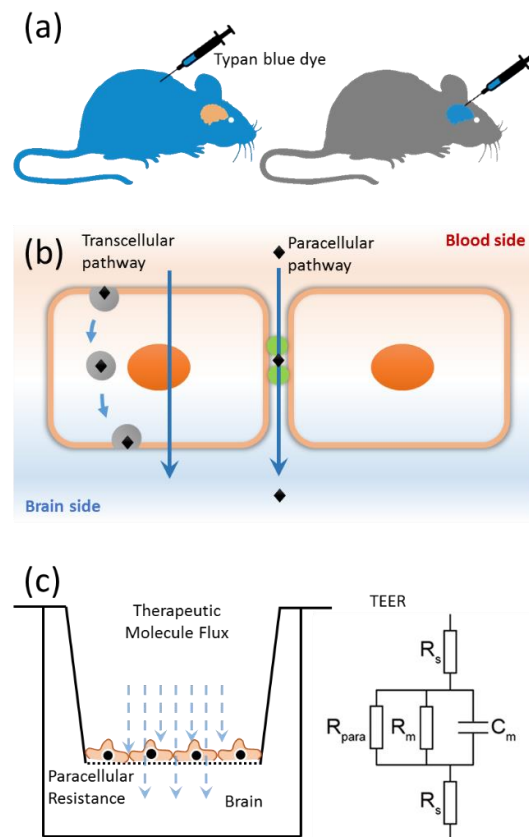 (a)
Typan blue dye
(b)
Transcellular
pathway
Paracellular
pathway
Blood side
Brain side
(c)
Therapeutic
Molecule Flux
Paracellular
Resistance
Brain
TEER
Rs
Rpara
Rm
Cm
Rs